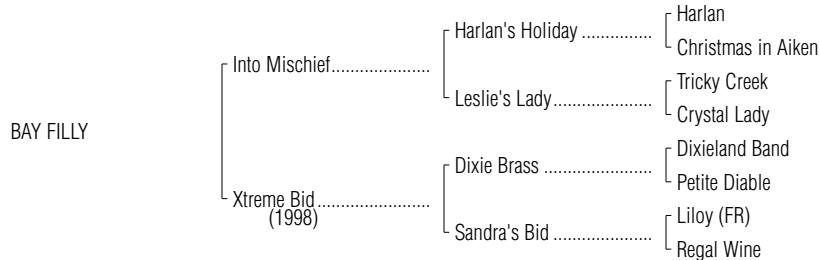 Harlan
Harlan's Holiday ...............
Christmas in Aiken
Into Mischief.....................
Tricky Creek
Leslie's Lady.....................
Crystal Lady
BAY FILLY
Dixieland Band
Dixie Brass .......................
Petite Diable
Xtreme Bid........................
(1998)
Liloy (FR)
Sandra's Bid .....................
Regal Wine